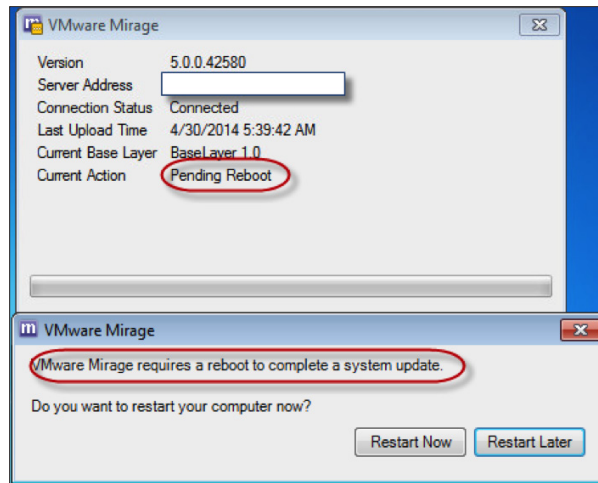 VMware Mirage
Version 5.0.0.42580
Server Address
Connection Status Connected
Last Upload Time 4/30/2014 5:39:42 AM
Current Base Layer BaseLayer 1.0
Current Action Pending Reboot
m VMware Mirage
VMware Mirage requires a reboot to complete a system update.
Do you want to restart your computer now?
Restart Now Restart Later